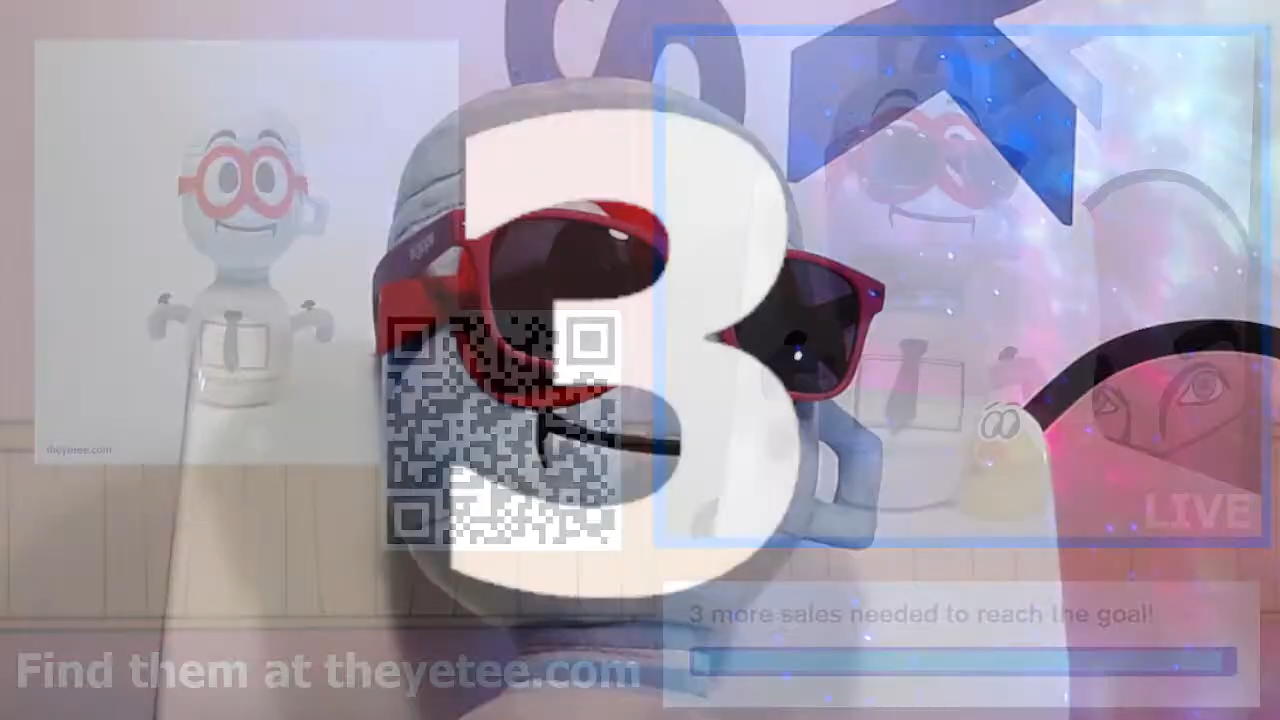 3
theyetee.com
LIVE
3 more sales needed to reach the goal!
Find them at theyetee.com